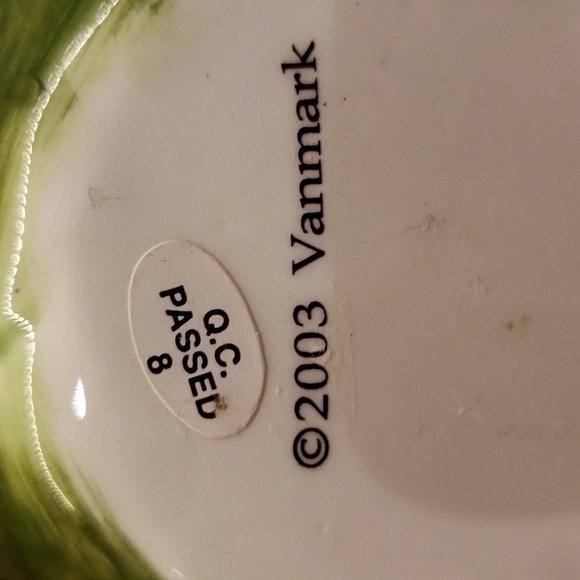 ©2003 Vanmark
Q.C.
PASSED
8